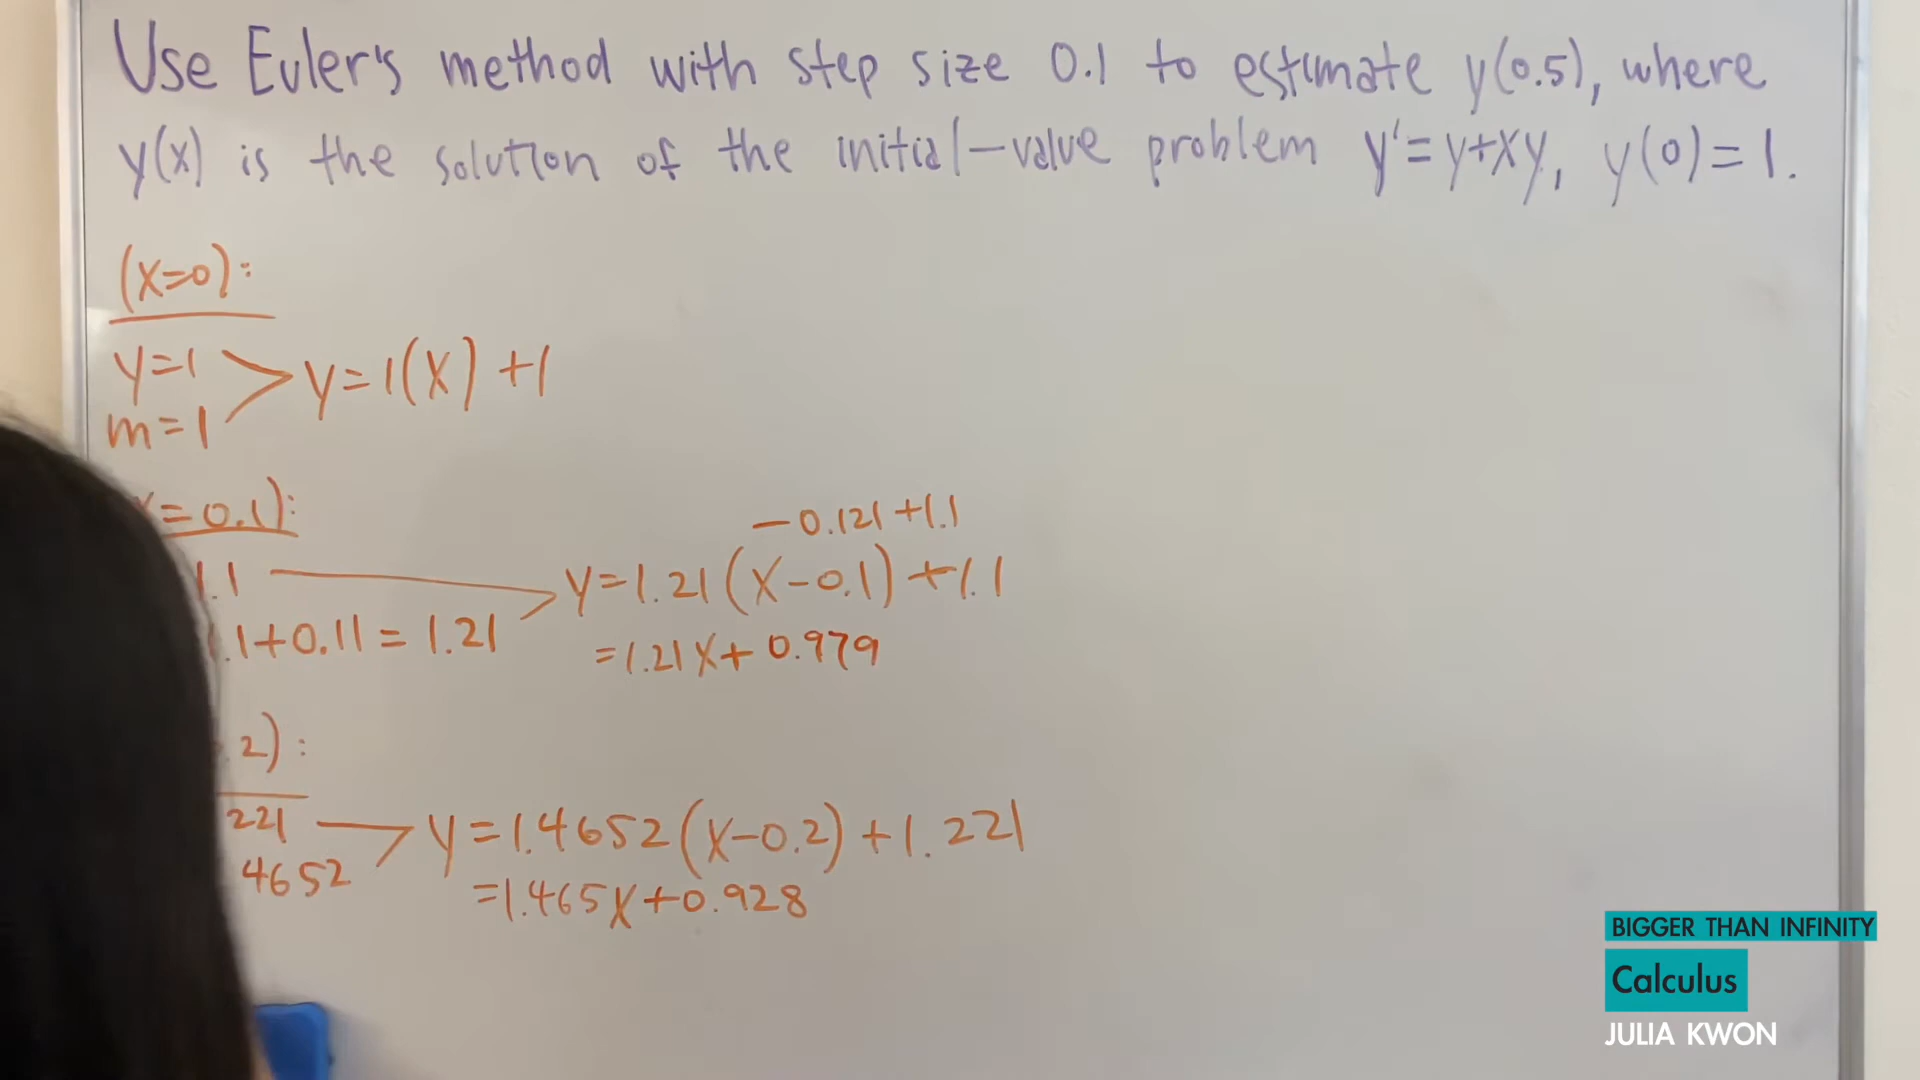 Use Euler's method with step size 0.1 to estimate y(0.5), where
y(x) is the solution of the initial-value problem y'=y+xy, y(0)=1.
(x=0):
y=1
m=1
y=1(x)+1
=0.1):
1.1
.1+0.11=1.21
-0.121+1.1
y=1.21(x-0.1)+1.1
=1.21x+0.979
2):
221
4652
y=1.4652(x-0.2)+1.221
=1.465x+0.928
BIGGER THAN INFINITY
Calculus
JULIA KWON